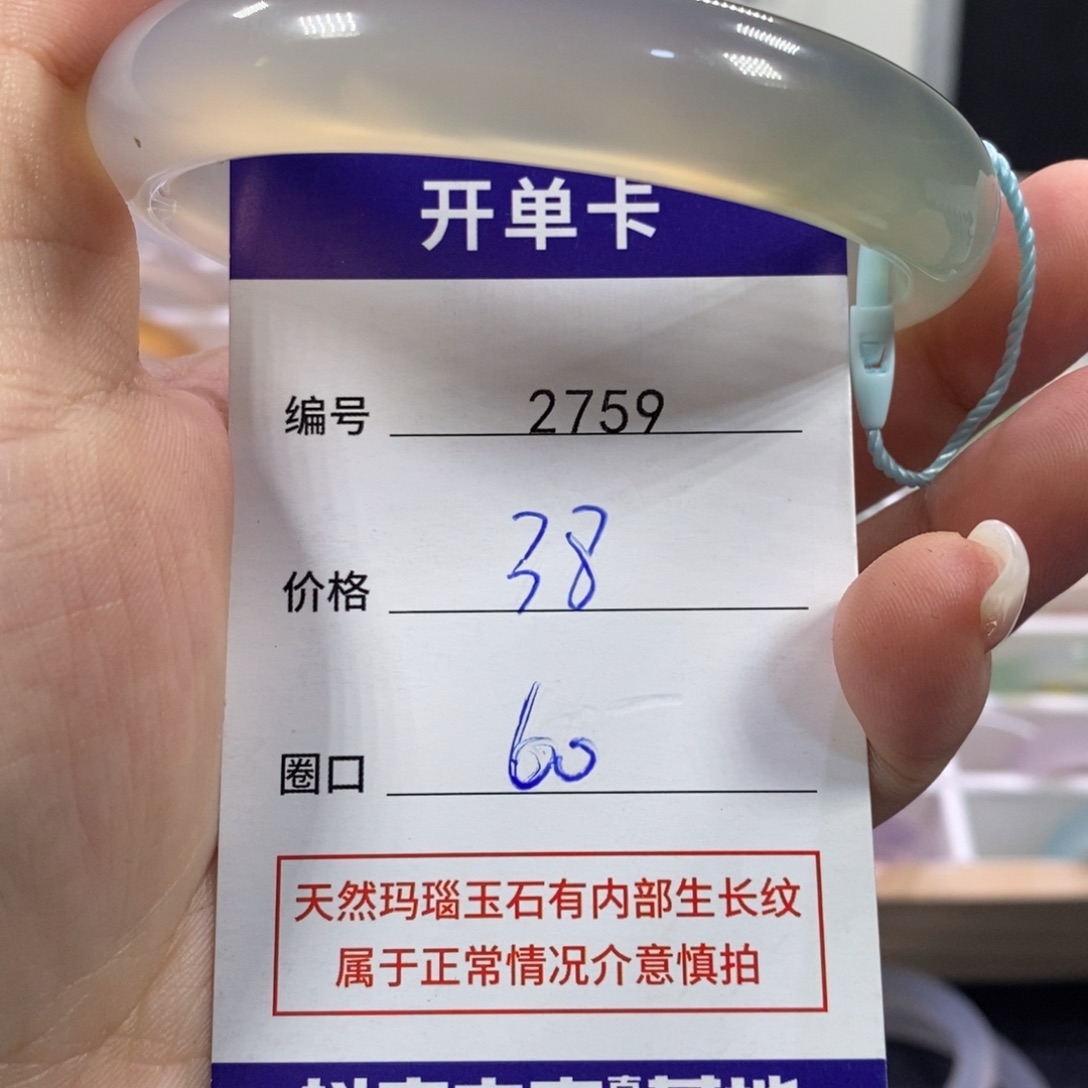 开单卡
编号 2759
价格 38
圈口 60
天然玛瑙玉石有内部生长纹
属于正常情况介意慎拍